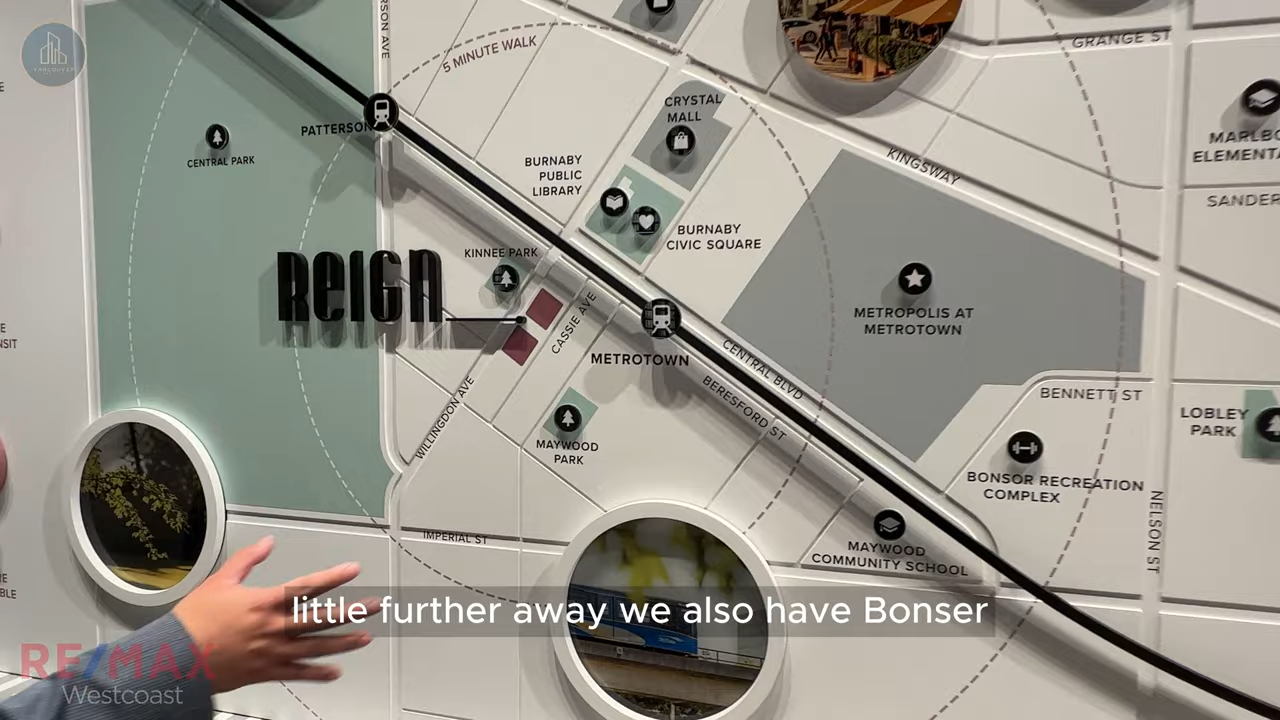 VANCOUVER
5 MINUTE WALK
GRANGE ST
CRYSTAL
MALL
PATTERSON
CENTRAL PARK
BURNABY
PUBLIC
LIBRARY
KINGSWAY
SANDER
BURNABY
CIVIC SQUARE
KINNEE PARK
REIGN
CASSIE AVE
METROPOLIS AT
METROTOWN
METROTOWN
CENTRAL BLVD
BERESFORD ST
BENNETT ST
WILLINGDON AVE
LOBLEY
PARK
MAYWOOD
PARK
BONSOR RECREATION
COMPLEX
NELSON ST
IMPERIAL ST
MAYWOOD
COMMUNITY SCHOOL
little further away we also have Bonser
RE/MAX
Westcoast